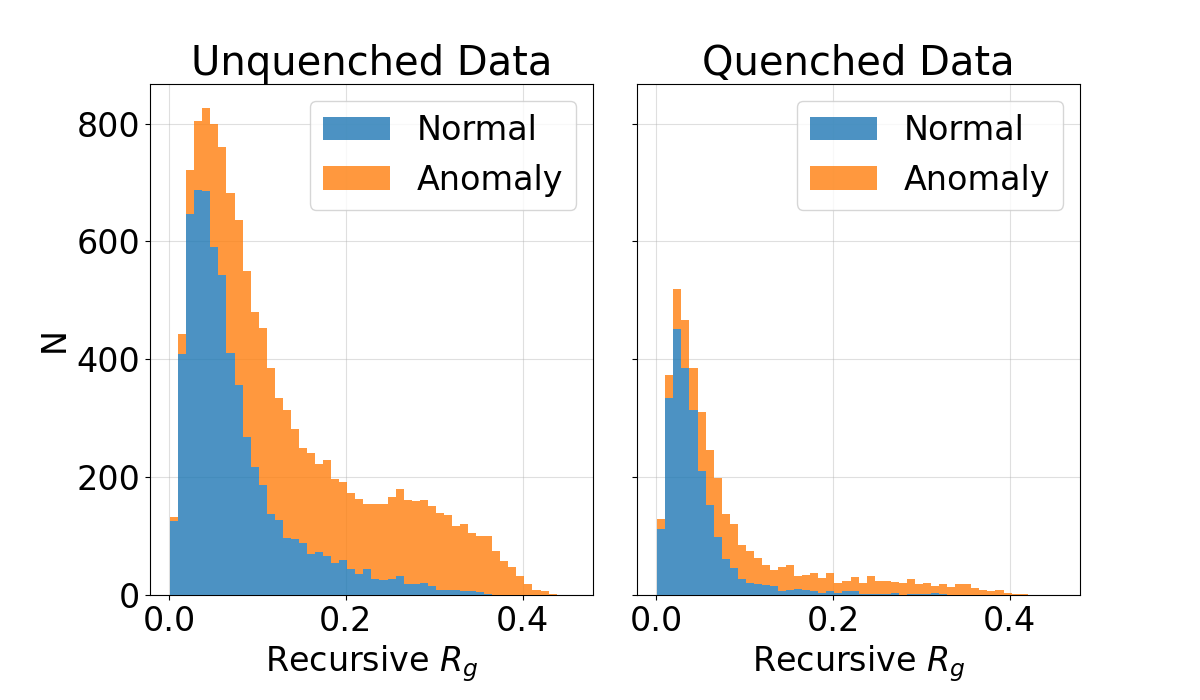 Unquenched Data
Quenched Data
Normal
Anomaly
Normal
Anomaly
N
800
600
400
200
0
0.0 0.2 0.4
0.0 0.2 0.4
Recursive R_g
Recursive R_g